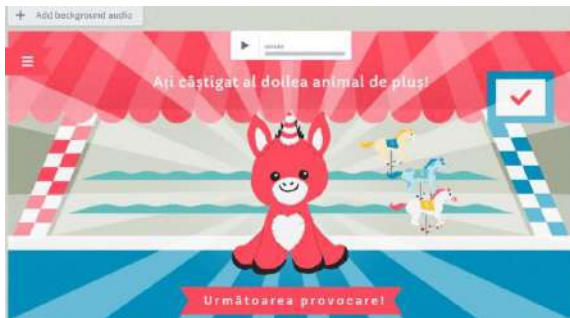 + Add background audio
Ați câștigat al doilea animal de pluș!
Următoarea provocare!